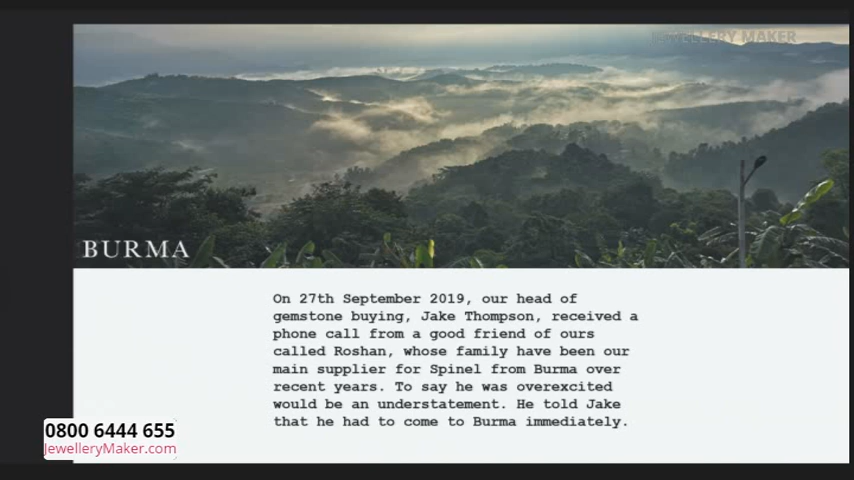 JEWELLERY MAKER
BURMA
On 27th September 2019, our head of
gemstone buying, Jake Thompson, received a
phone call from a good friend of ours
called Roshan, whose family have been our
main supplier for Spinel from Burma over
recent years. To say he was overexcited
would be an understatement. He told Jake
that he had to come to Burma immediately.
0800 6444 655
JewelleryMaker.com